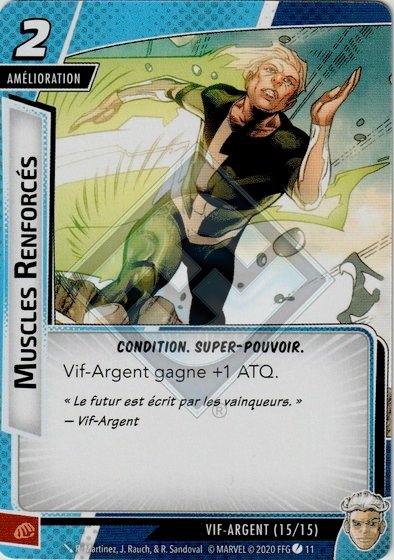 2
AMÉLIORATION
MUSCLES RENFORCÉS
CONDITION. SUPER-POUVOIR.
Vif-Argent gagne +1 ATQ.
« Le futur est écrit par les vainqueurs. »
– Vif-Argent
®
VIF-ARGENT (15/15)
R. Martinez, J. Rauch, & R. Sandoval © MARVEL © 2020 FFG 11